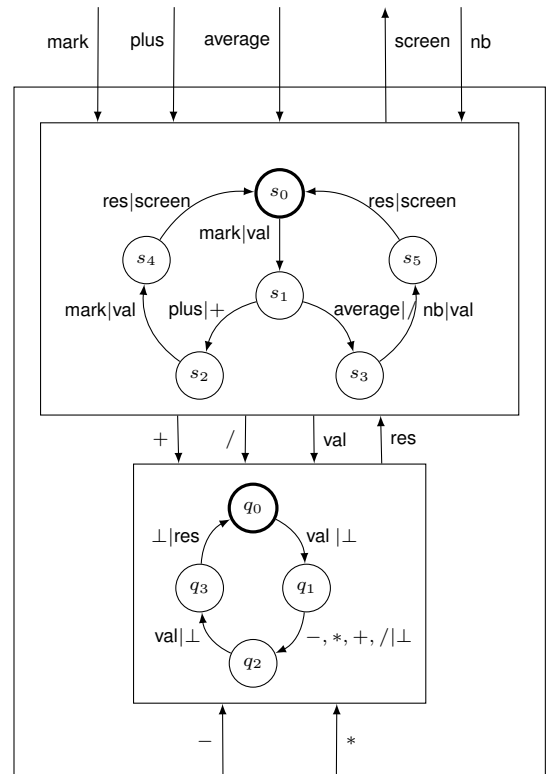 mark plus average screen nb
s0
res|screen res|screen
mark|val
s4 s5
s1
mark|val plus|+ average|/ nb|val
s2 s3
+ / val res
q0
⊥|res val |⊥
q3 q1
val|⊥ −, ∗, +, /|⊥
q2
− ∗